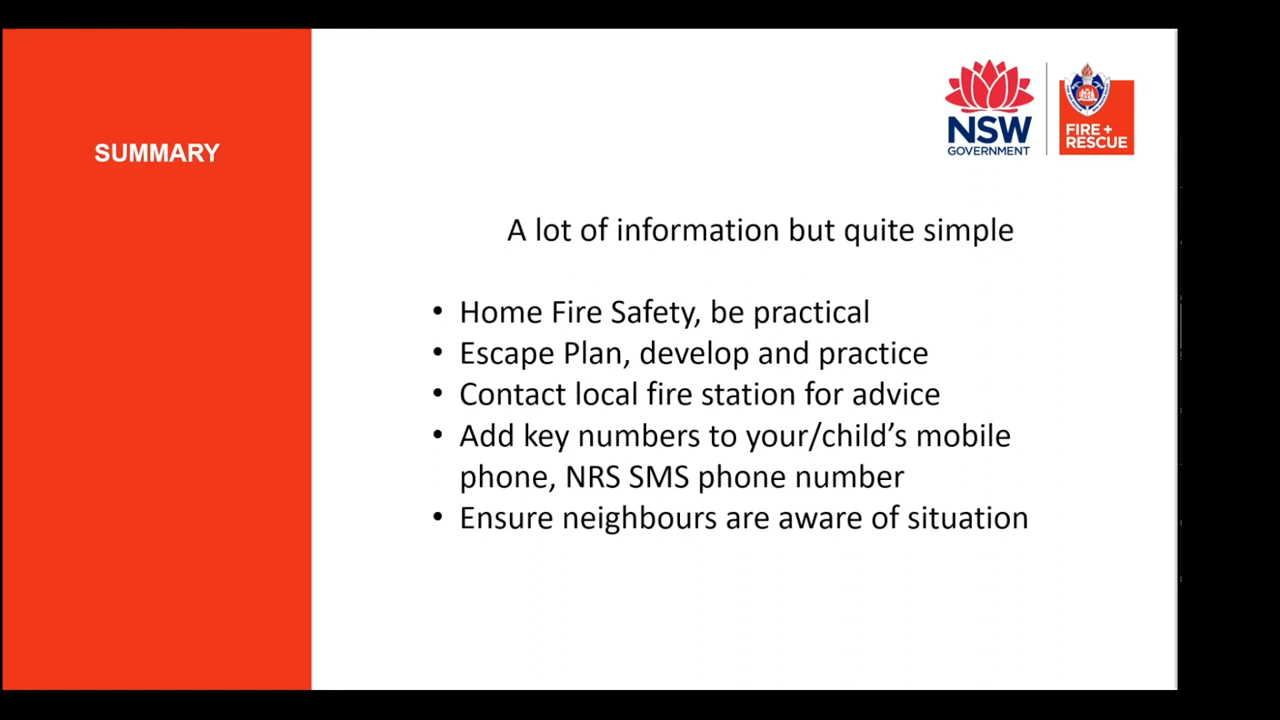 SUMMARY
NSW
GOVERNMENT
FIRE+
RESCUE
A lot of information but quite simple
• Home Fire Safety, be practical
• Escape Plan, develop and practice
• Contact local fire station for advice
• Add key numbers to your/child’s mobile
phone, NRS SMS phone number
• Ensure neighbours are aware of situation